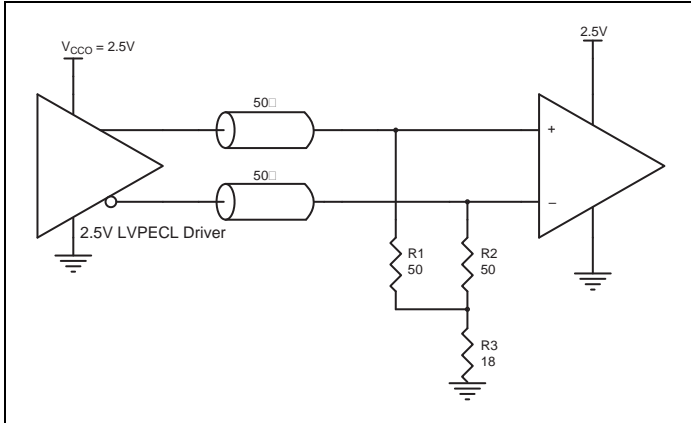 V_CCO = 2.5V
2.5V
50□
50□
+
–
2.5V LVPECL Driver
R1
50
R2
50
R3
18